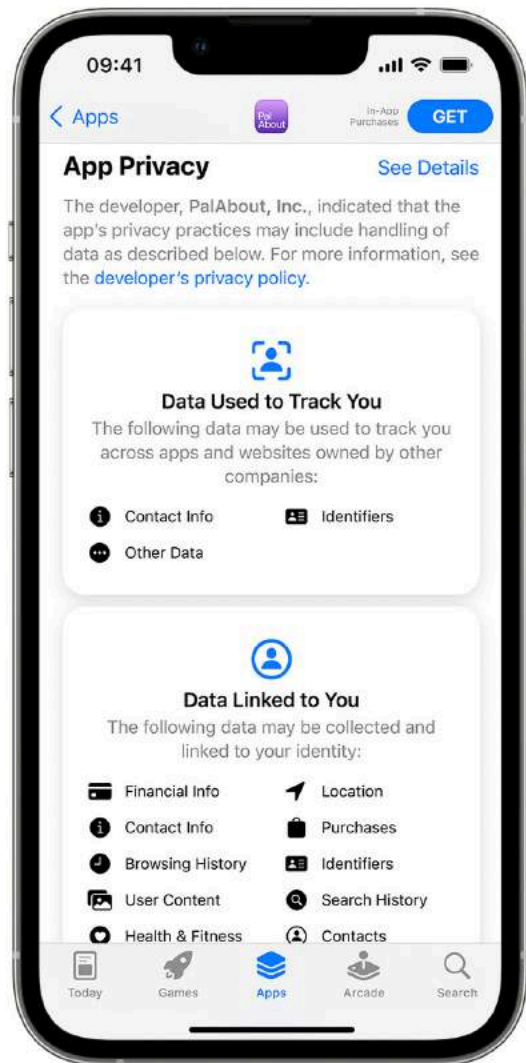 09:41
Apps
Pal
About
In-App
Purchases
GET
App Privacy
See Details
The developer, PalAbout, Inc., indicated that the
app's privacy practices may include handling of
data as described below. For more information, see
the developer's privacy policy.
Data Used to Track You
The following data may be used to track you
across apps and websites owned by other
companies:
Contact Info
Identifiers
Other Data
Data Linked to You
The following data may be collected and
linked to your identity:
Financial Info
Location
Contact Info
Purchases
Browsing History
Identifiers
User Content
Search History
Health & Fitness
Contacts
Today
Games
Apps
Arcade
Search